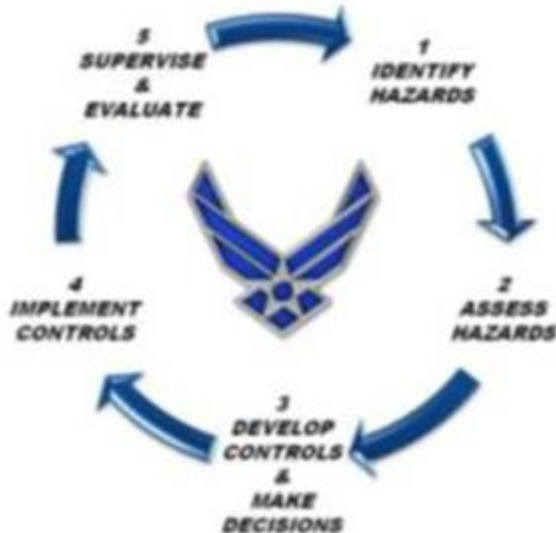 1
IDENTIFY
HAZARDS
2
ASSESS
HAZARDS
3
DEVELOP
CONTROLS
&
MAKE
DECISIONS
4
IMPLEMENT
CONTROLS
5
SUPERVISE
&
EVALUATE